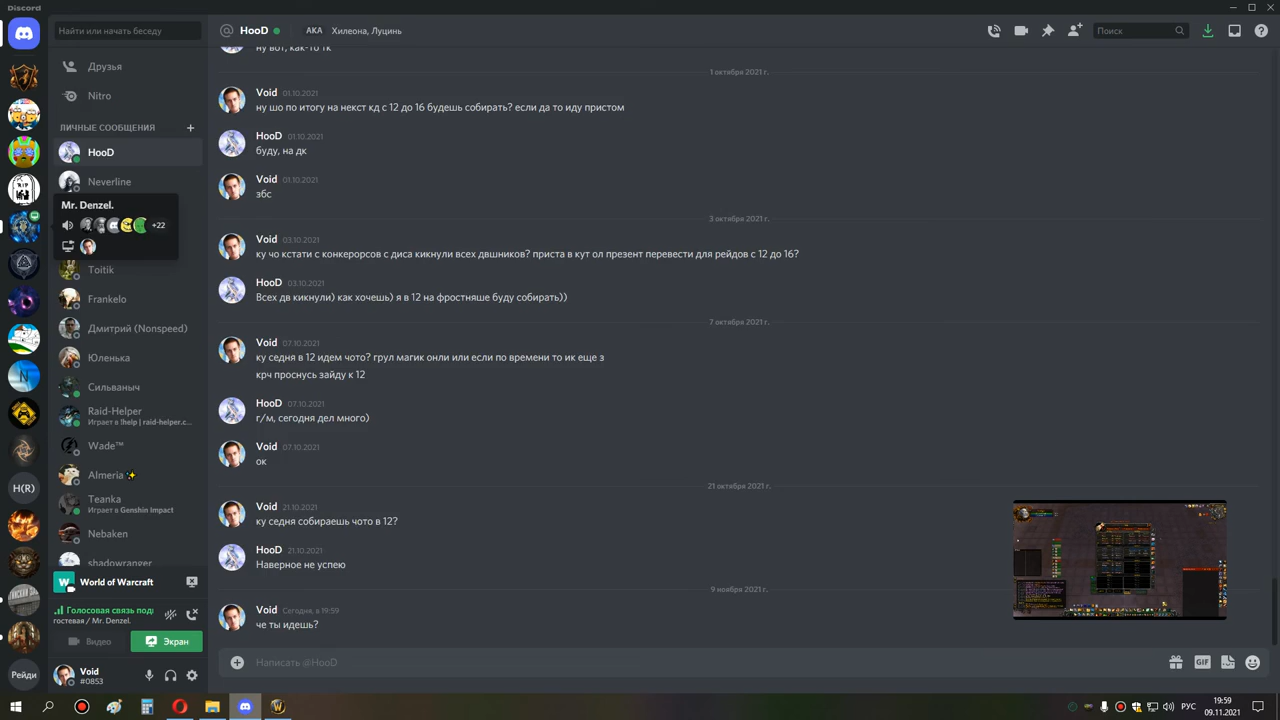 Discord
Найти или начать беседу
HooD
AKA
Хилеона, Луцинь
Поиск
Друзья
Nitro
ЛИЧНЫЕ СООБЩЕНИЯ
HooD
Neverline
Mr. Denzel.
+22
Toitik
Frankelo
Дмитрий (Nonspeed)
Юленька
Сильваныч
Raid-Helper
Играет в !help | raid-helper.c...
Wade™
Almeria
Teanka
Играет в Genshin Impact
Nebaken
shadowranger
H(R)
Рейди
World of Warcraft
Голосовая связь под
гостевая / Mr. Denzel.
Видео
Экран
Void
#0853
ну вот, как-то тк
1 октября 2021 г.
Void 01.10.2021
ну шо по итогу на некст кд с 12 до 16 будешь собирать? если да то иду пристом
HooD 01.10.2021
буду, на дк
Void 01.10.2021
збс
3 октября 2021 г.
Void 03.10.2021
ку чо кстати с конкерорсов с диса кикнули всех двшников? приста в кут ол презент перевести для рейдов с 12 до 16?
HooD 03.10.2021
Всех дв кикнули) как хочешь) я в 12 на фростняше буду собирать))
7 октября 2021 г.
Void 07.10.2021
ку седня в 12 идем чото? грул магик онли или если по времени то ик еще з
крч проснусь зайду к 12
HooD 07.10.2021
г/м, сегодня дел много)
Void 07.10.2021
ок
21 октября 2021 г.
Void 21.10.2021
ку седня собираешь чото в 12?
HooD 21.10.2021
Наверное не успею
9 ноября 2021 г.
Void Сегодня, в 19:59
че ты идешь?
Написать @HooD
GIF
РУС
19:59
09.11.2021